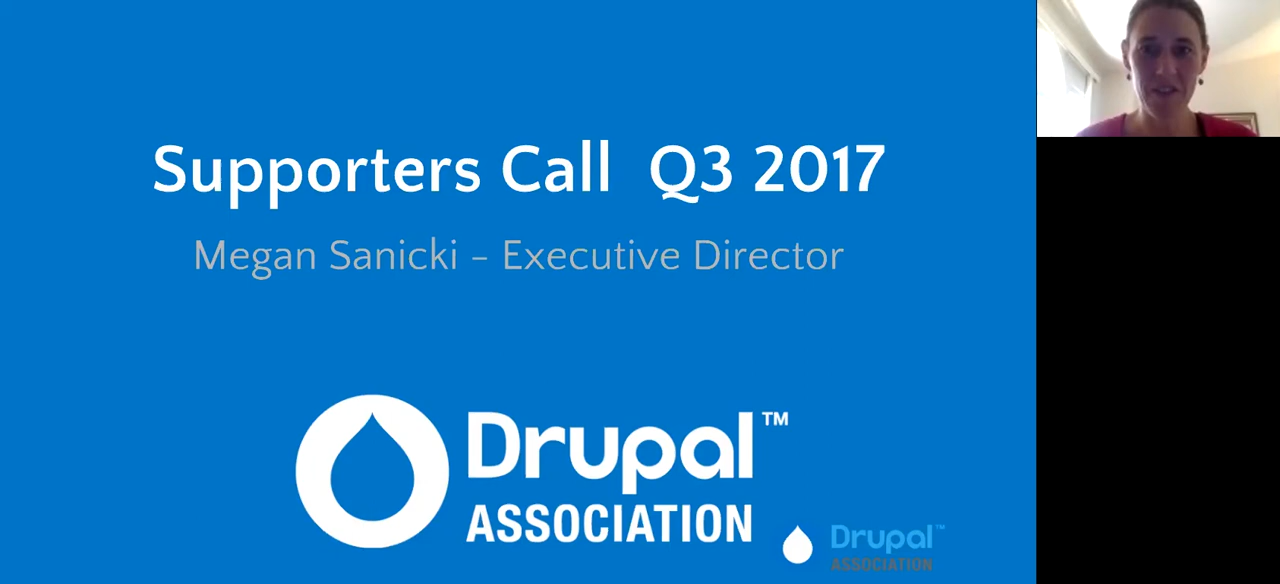 Supporters Call Q3 2017
Megan Sanicki - Executive Director
Drupal™
ASSOCIATION
Drupal™
ASSOCIATION